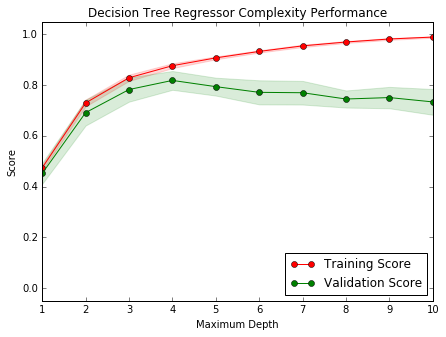 Decision Tree Regressor Complexity Performance
1.0
0.8
0.6
0.4
0.2
0.0
Score
Training Score
Validation Score
1 2 3 4 5 6 7 8 9 10
Maximum Depth